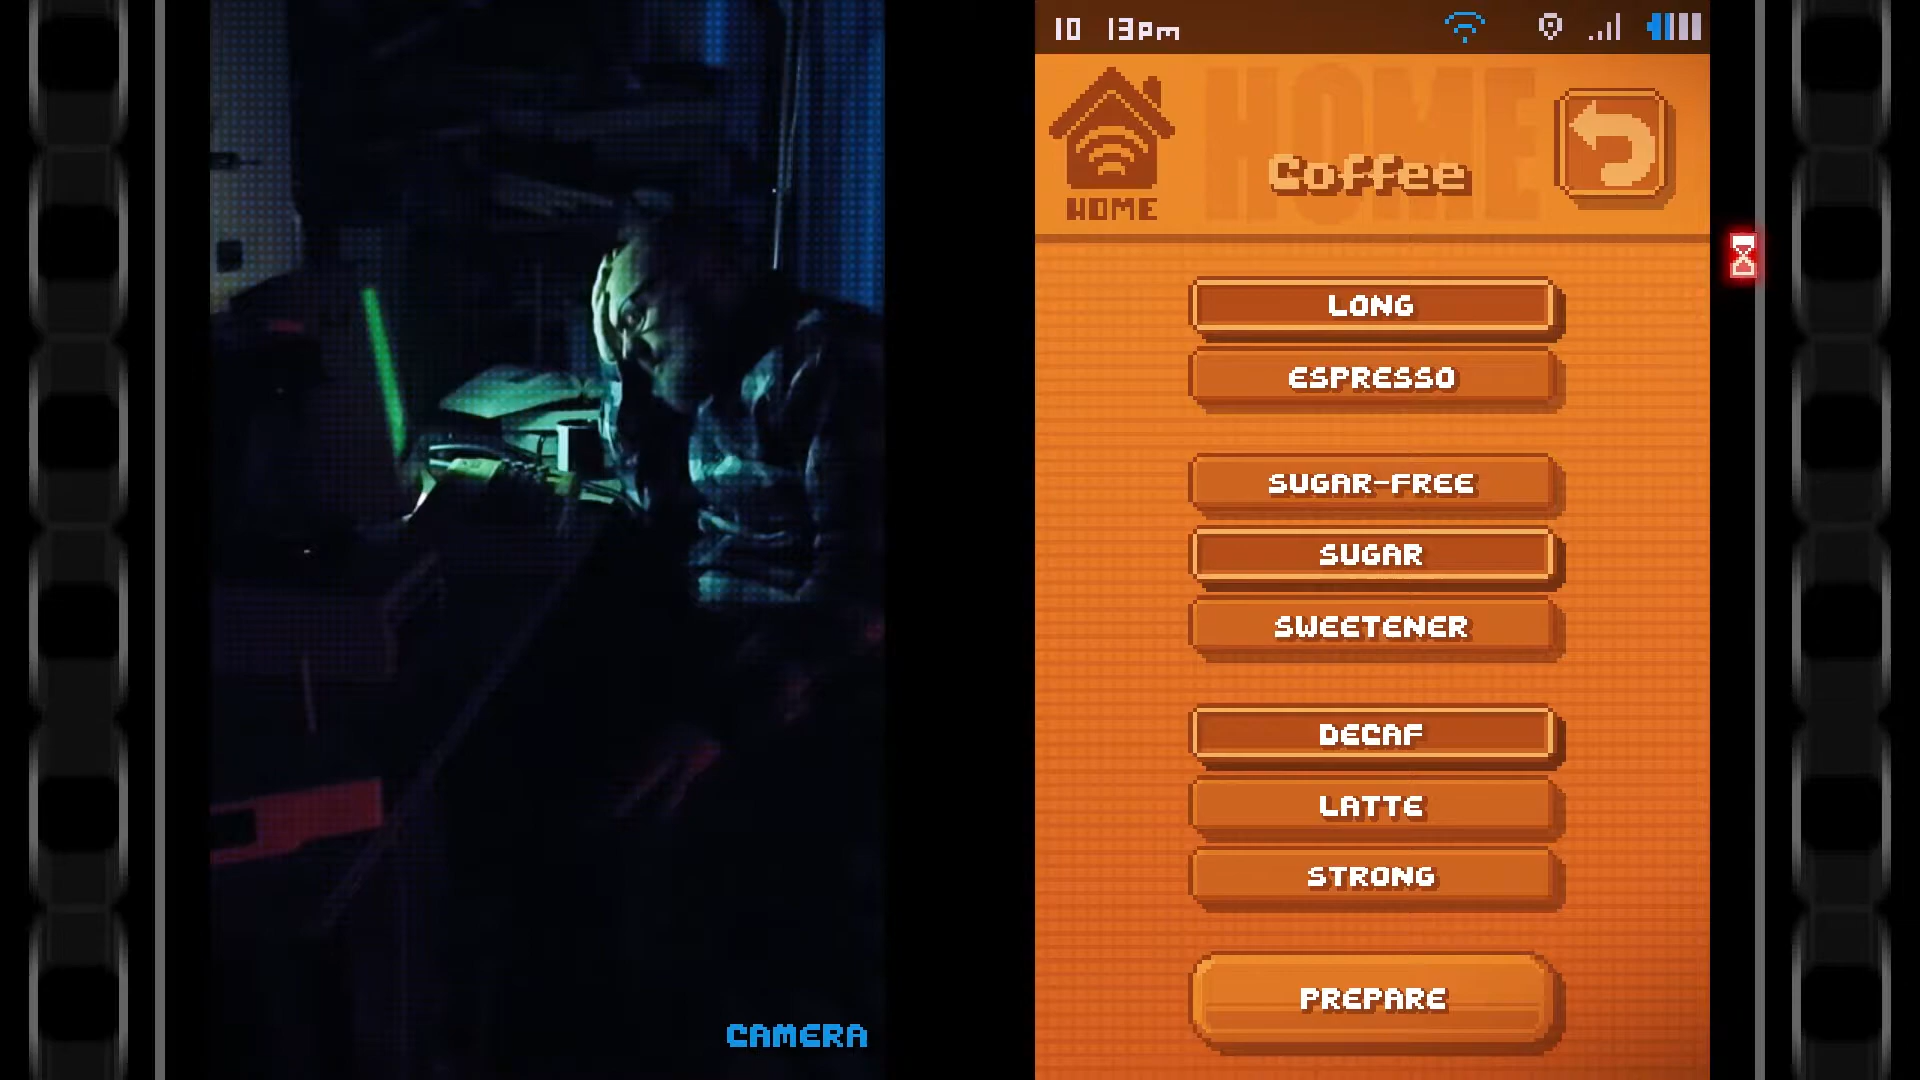 10 13pm
HOME
HOME
Coffee
LONG
ESPRESSO
SUGAR-FREE
SUGAR
SWEETENER
DECAF
LATTE
STRONG
PREPARE
CAMERA